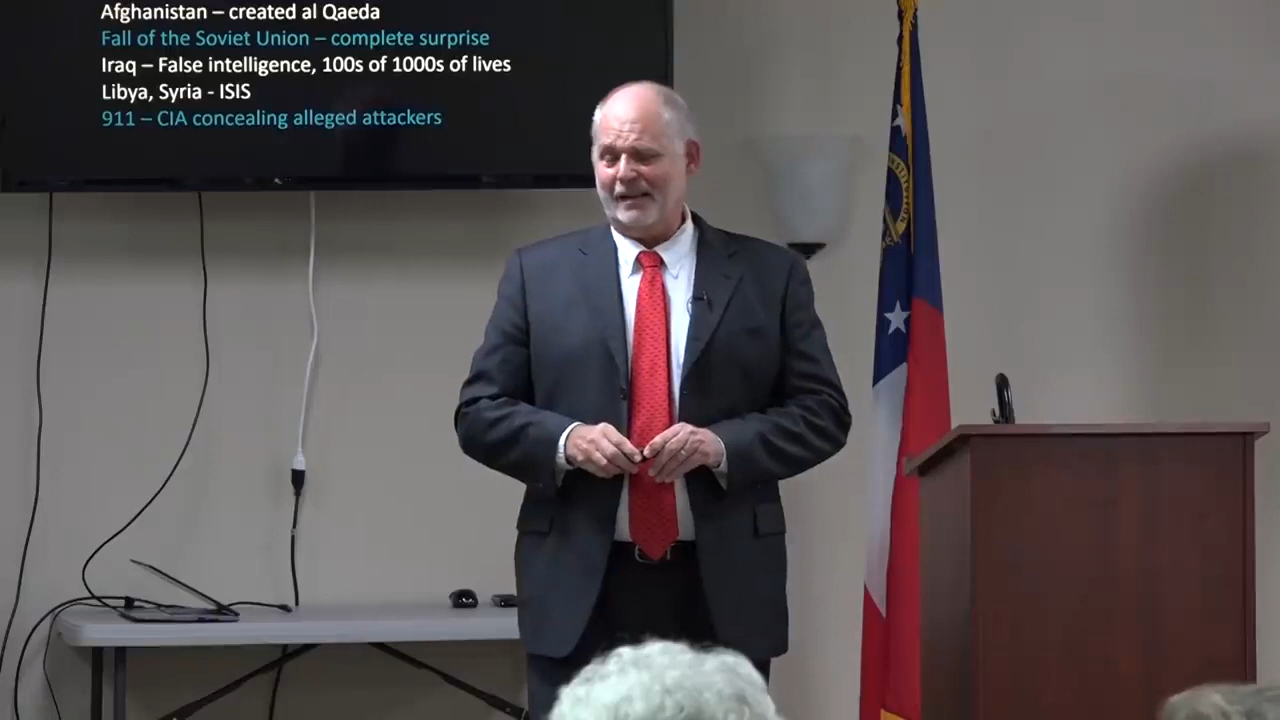 Afghanistan – created al Qaeda
Fall of the Soviet Union – complete surprise
Iraq – False intelligence, 100s of 1000s of lives
Libya, Syria - ISIS
911 – CIA concealing alleged attackers